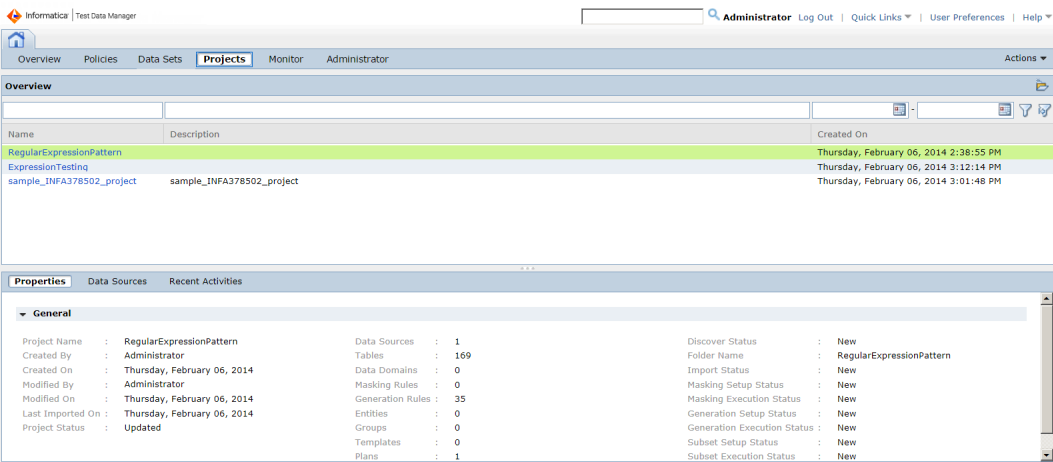 Informatica Test Data Manager Administrator Log Out | Quick Links | User Preferences | Help
Overview Policies Data Sets Projects Monitor Administrator Actions
Overview
-
Name Description Created On
RegularExpressionPattern Thursday, February 06, 2014 2:38:55 PM
ExpressionTesting Thursday, February 06, 2014 3:12:14 PM
sample_INFA378502_project sample_INFA378502_project Thursday, February 06, 2014 3:01:48 PM
Properties Data Sources Recent Activities
General
Project Name : RegularExpressionPattern Data Sources : 1 Discover Status : New
Created By : Administrator Tables : 169 Folder Name : RegularExpressionPattern
Created On : Thursday, February 06, 2014 Data Domains : 0 Import Status : New
Modified By : Administrator Masking Rules : 0 Masking Setup Status : New
Modified On : Thursday, February 06, 2014 Generation Rules : 35 Masking Execution Status : New
Last Imported On : Thursday, February 06, 2014 Entities : 0 Generation Setup Status : New
Project Status : Updated Groups : 0 Generation Execution Status : New
Templates : 0 Subset Setup Status : New
Plans : 1 Subset Execution Status : New